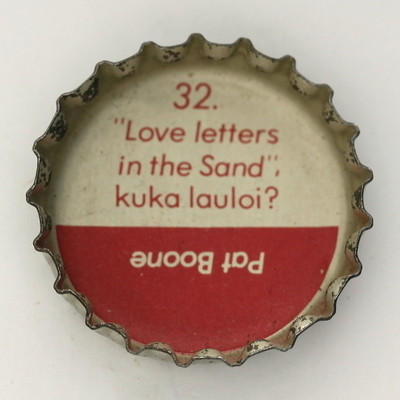 32.
"Love letters
in the Sand",
kuka lauloi?
Pat Boone